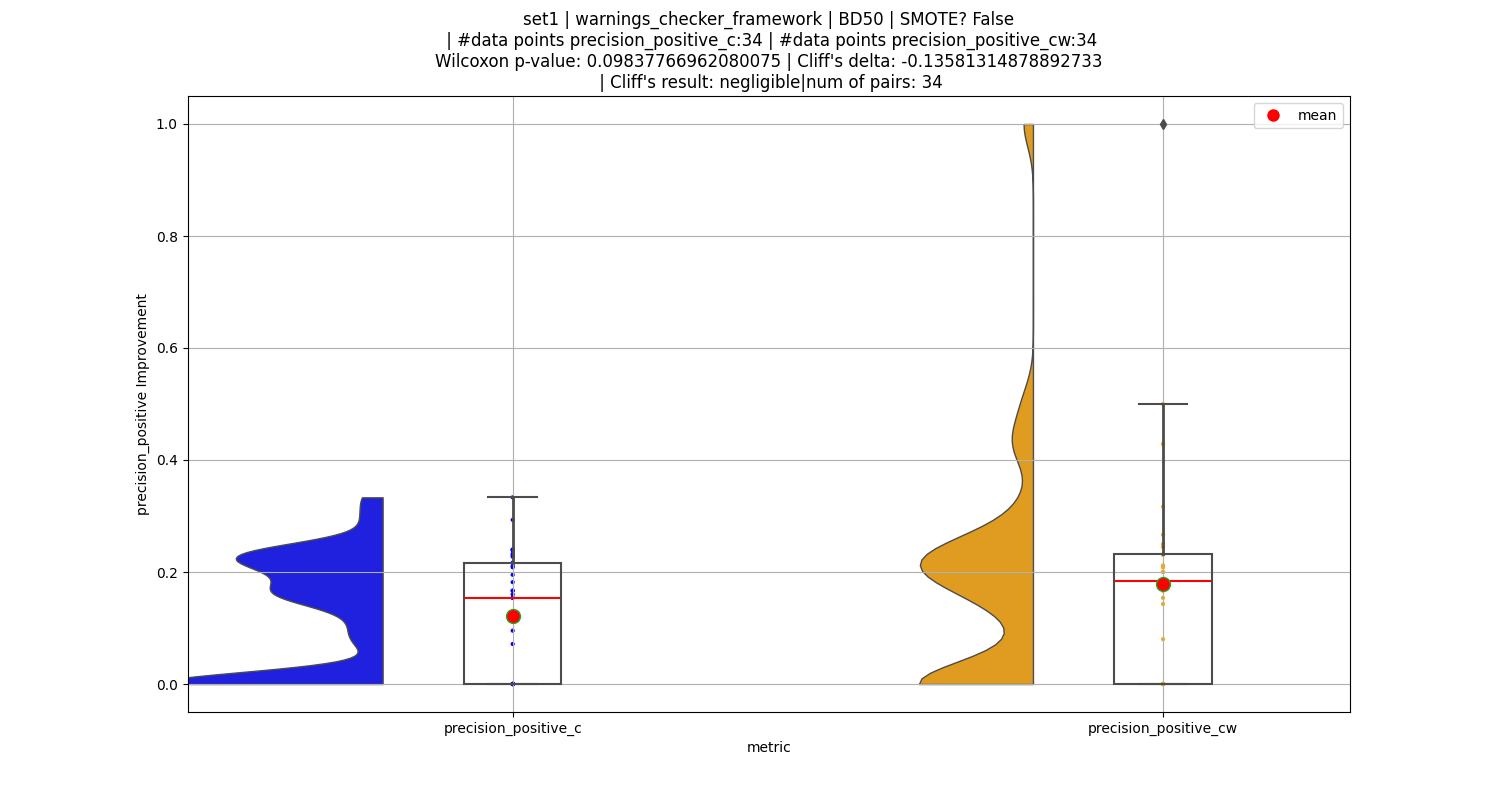 set1 | warnings_checker_framework | BD50 | SMOTE? False
| #data points precision_positive_c:34 | #data points precision_positive_cw:34
Wilcoxon p-value: 0.09837766962080075 | Cliff's delta: -0.13581314878892733
| Cliff's result: negligible|num of pairs: 34
mean
1.0
0.8
0.6
0.4
0.2
0.0
precision_positive Improvement
precision_positive_c
precision_positive_cw
metric